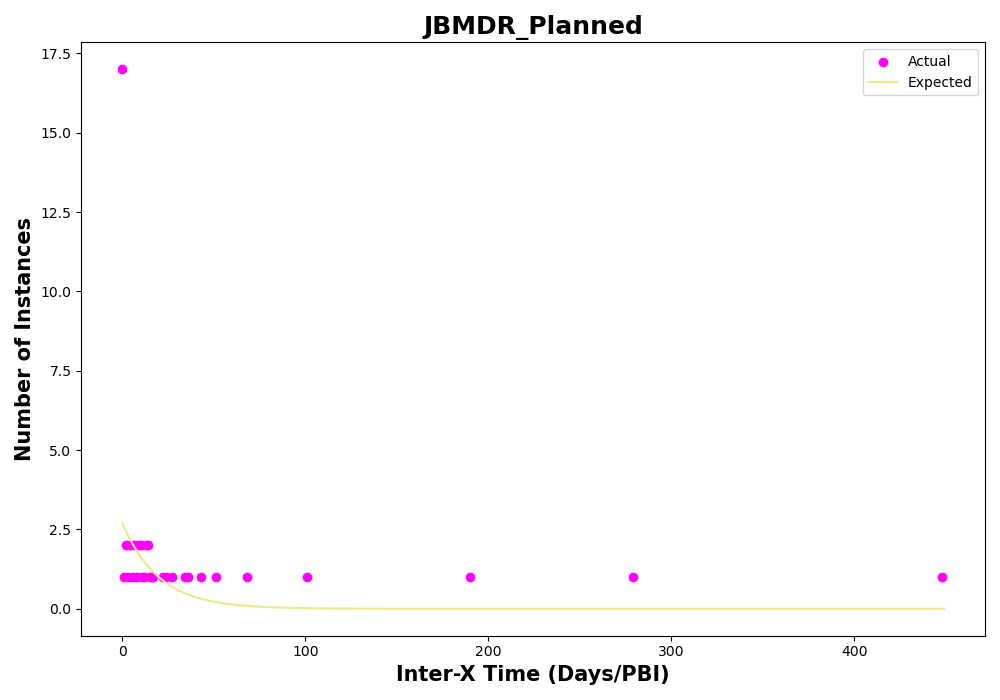 JBMDR_Planned
Actual
Expected
17.5
15.0
12.5
10.0
7.5
5.0
2.5
0.0
Number of Instances
0
100
200
300
400
Inter-X Time (Days/PBI)